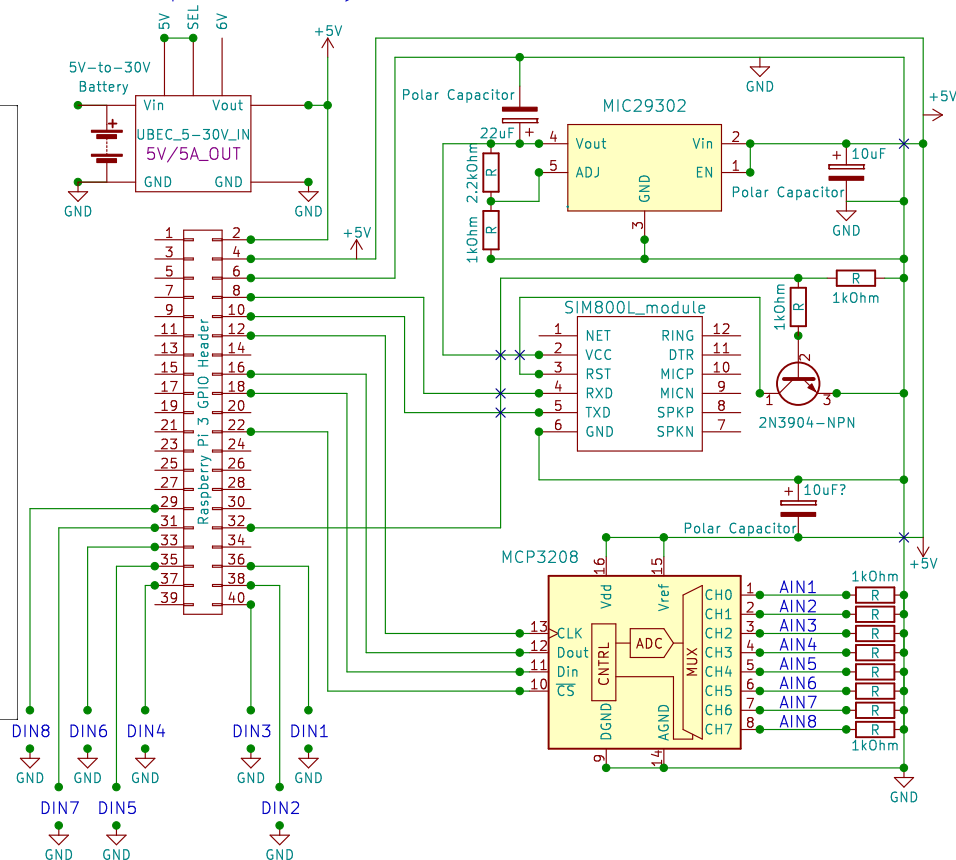 5V
SEL
6V
+5V
5V-to-30V
Battery
Vin
Vout
+
UBEC_5-30V_IN
5V/5A_OUT
GND
GND
GND
GND
Polar Capacitor
22uF
+
MIC29302
GND
+5V
4
Vout
Vin
2
5
ADJ
EN
1
GND
3
+
10uF
Polar Capacitor
GND
2.2kOhm
R
1kOhm
R
+5V
Raspberry Pi 3 GPIO Header
1
2
3
4
5
6
7
8
9
10
11
12
13
14
15
16
17
18
19
20
21
22
23
24
25
26
27
28
29
30
31
32
33
34
35
36
37
38
39
40
R
1kOhm
1kOhm
R
SIM800L_module
1
NET
RING
12
2
VCC
DTR
11
3
RST
MICP
10
4
RXD
MICN
9
5
TXD
SPKP
8
6
GND
SPKN
7
2
1
3
2N3904-NPN
+
10uF?
Polar Capacitor
+5V
MCP3208
16
15
Vdd
Vref
13
CLK
12
Dout
11
Din
10
CS
CNTRL
ADC
MUX
DGND
AGND
9
14
CH0
1
AIN1
CH1
2
AIN2
CH2
3
AIN3
CH3
4
AIN4
CH4
5
AIN5
CH5
6
AIN6
CH6
7
AIN7
CH7
8
AIN8
1kOhm
R
R
R
R
R
R
R
R
1kOhm
GND
DIN8
DIN6
DIN4
DIN3
DIN1
GND
GND
GND
GND
GND
DIN7
DIN5
DIN2
GND
GND
GND